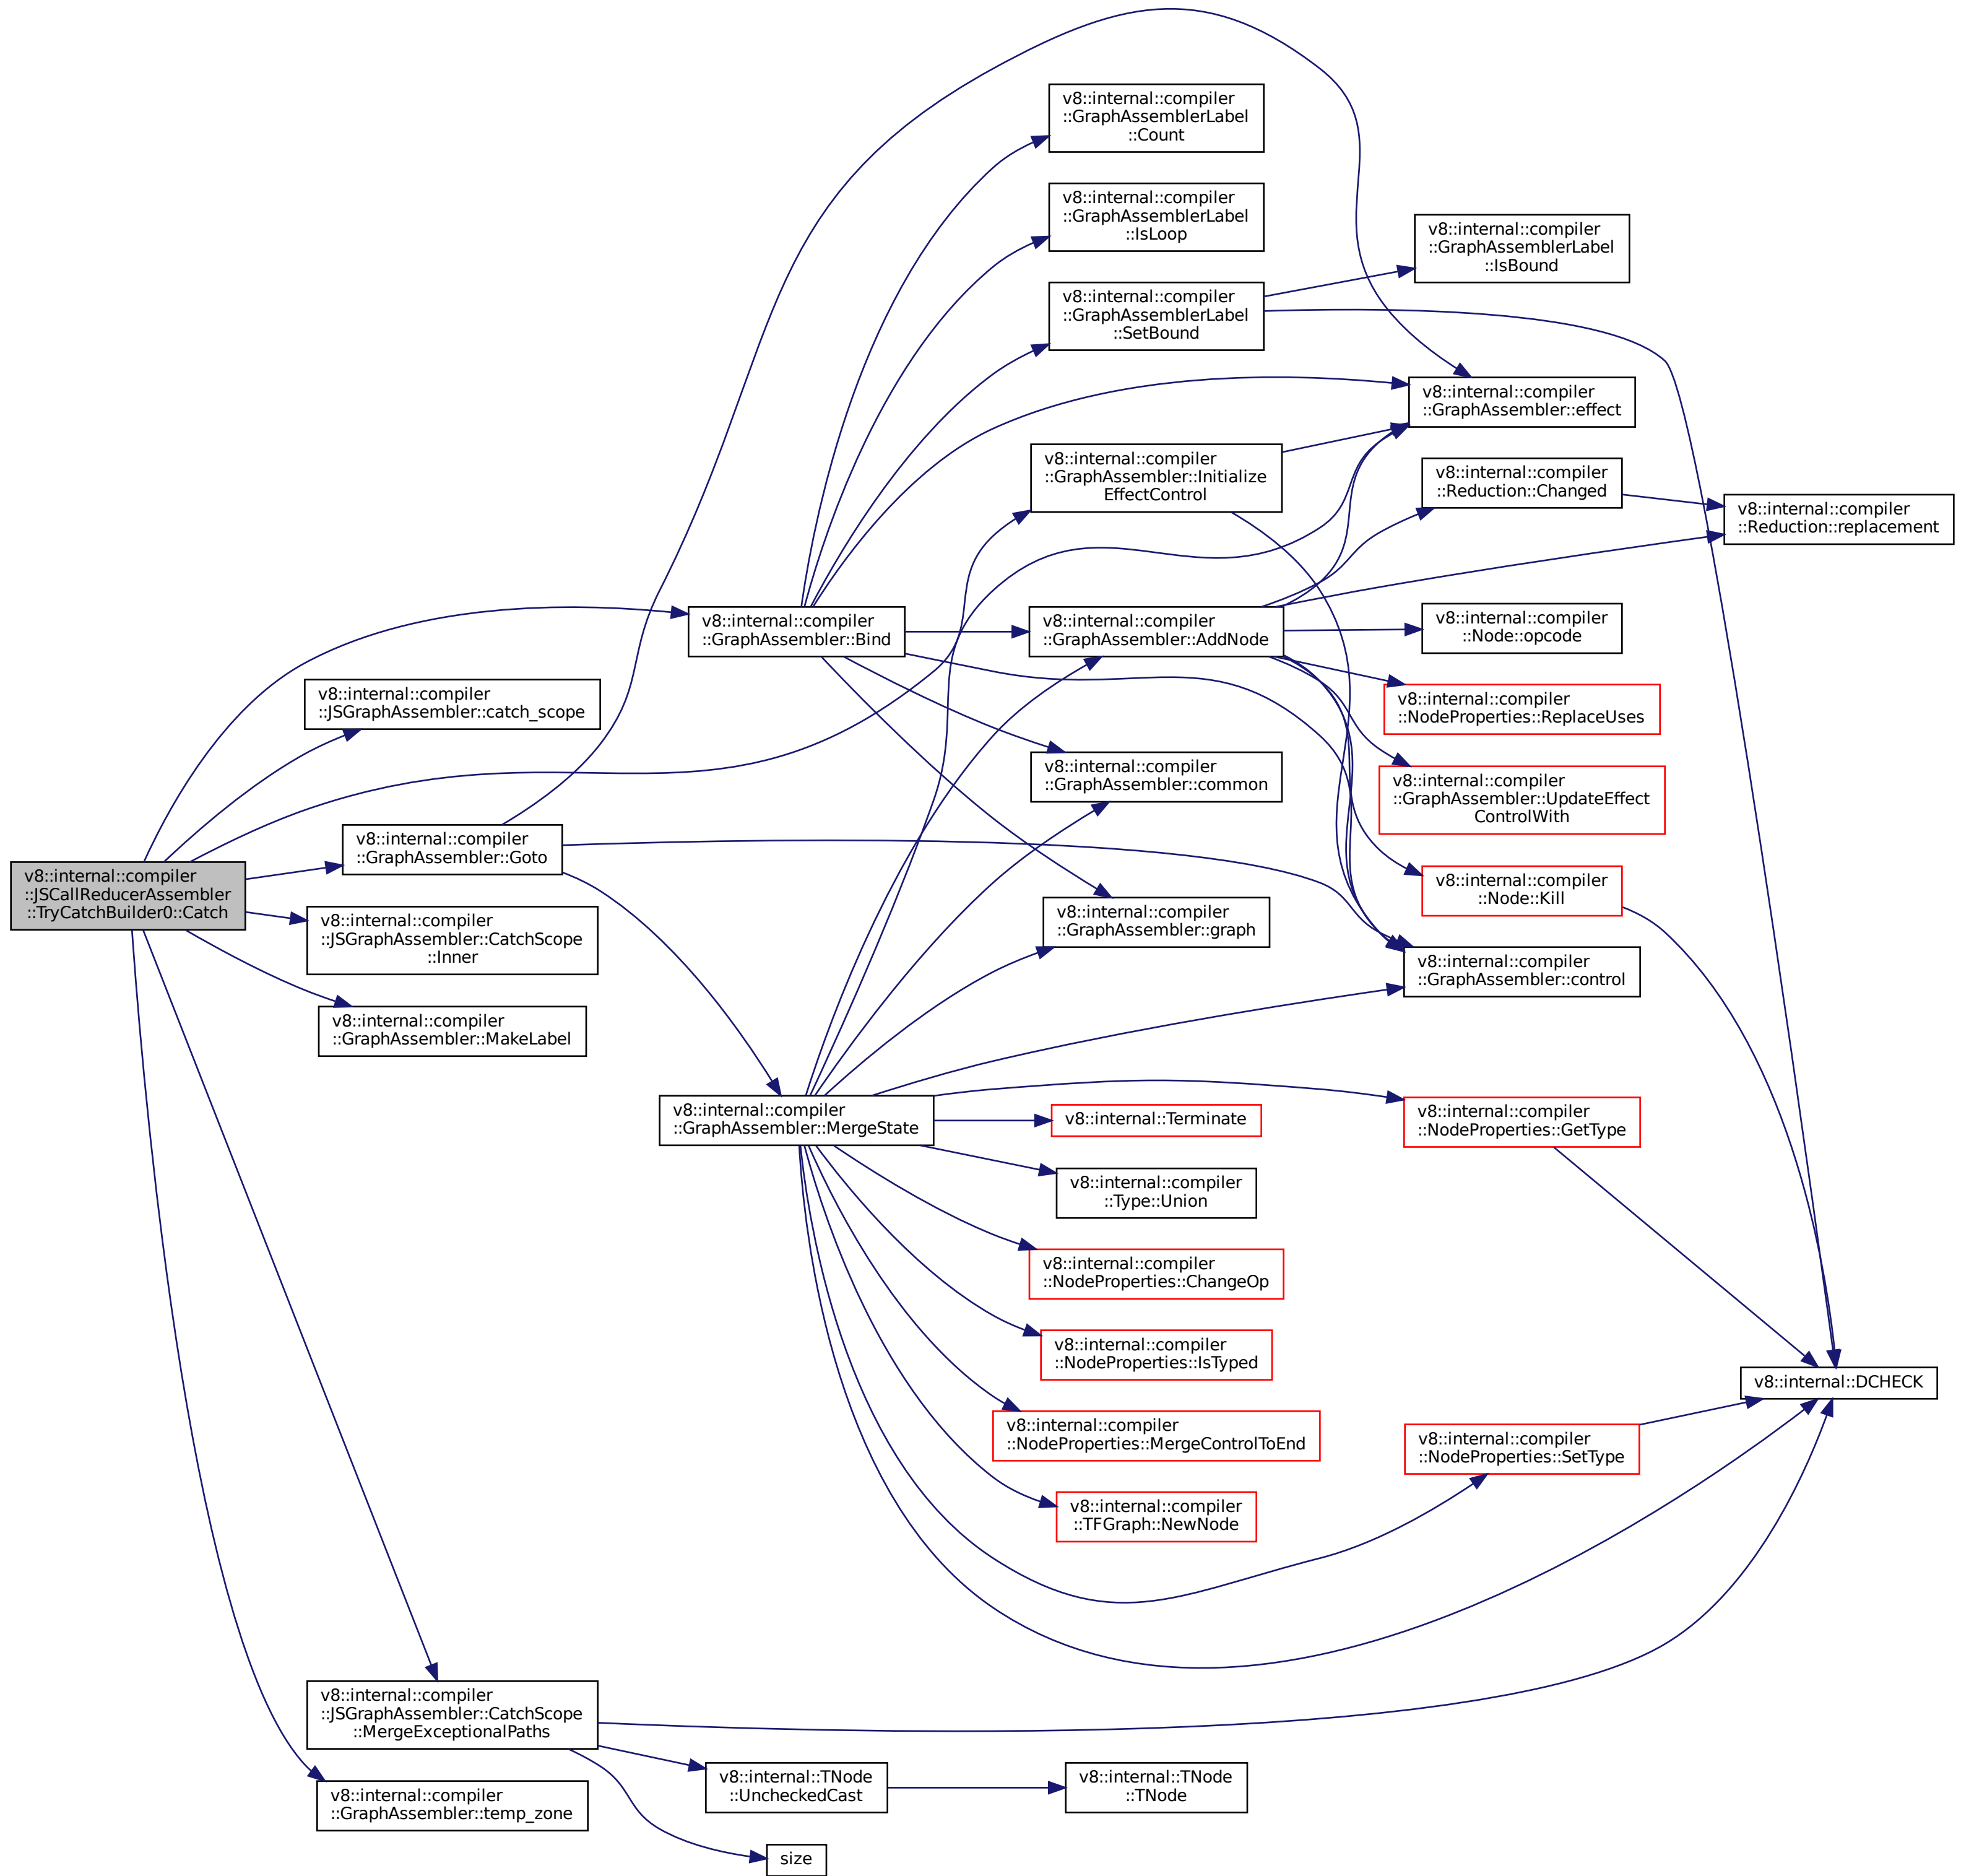 v8::internal::compiler
::JSCallReducerAssembler
::TryCatchBuilder0::Catch
v8::internal::compiler
::GraphAssembler::Bind
v8::internal::compiler
::JSGraphAssembler::catch_scope
v8::internal::compiler
::GraphAssembler::Goto
v8::internal::compiler
::JSGraphAssembler::CatchScope
::Inner
v8::internal::compiler
::GraphAssembler::MakeLabel
v8::internal::compiler
::GraphAssembler::MergeState
v8::internal::compiler
::JSGraphAssembler::CatchScope
::MergeExceptionalPaths
v8::internal::compiler
::GraphAssembler::temp_zone
v8::internal::compiler
::GraphAssemblerLabel
::Count
v8::internal::compiler
::GraphAssemblerLabel
::IsLoop
v8::internal::compiler
::GraphAssemblerLabel
::SetBound
v8::internal::compiler
::GraphAssemblerLabel
::IsBound
v8::internal::compiler
::GraphAssembler::effect
v8::internal::compiler
::GraphAssembler::Initialize
EffectControl
v8::internal::compiler
::Reduction::Changed
v8::internal::compiler
::Reduction::replacement
v8::internal::compiler
::GraphAssembler::AddNode
v8::internal::compiler
::Node::opcode
v8::internal::compiler
::NodeProperties::ReplaceUses
v8::internal::compiler
::GraphAssembler::common
v8::internal::compiler
::GraphAssembler::UpdateEffect
ControlWith
v8::internal::compiler
::Node::Kill
v8::internal::compiler
::GraphAssembler::graph
v8::internal::compiler
::GraphAssembler::control
v8::internal::Terminate
v8::internal::compiler
::NodeProperties::GetType
v8::internal::compiler
::Type::Union
v8::internal::compiler
::NodeProperties::ChangeOp
v8::internal::compiler
::NodeProperties::IsTyped
v8::internal::DCHECK
v8::internal::compiler
::NodeProperties::MergeControlToEnd
v8::internal::compiler
::NodeProperties::SetType
v8::internal::compiler
::TFGraph::NewNode
v8::internal::TNode
::UncheckedCast
v8::internal::TNode
::TNode
size